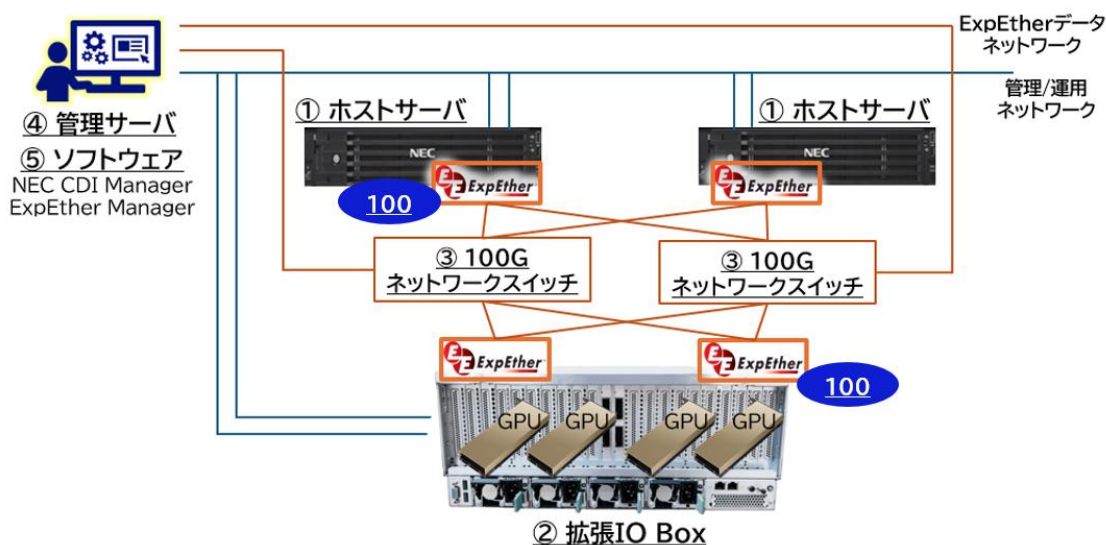 ExpEtherデータ
ネットワーク
管理/運用
ネットワーク
① ホストサーバ
① ホストサーバ
④ 管理サーバ
⑤ ソフトウェア
NEC CDI Manager
ExpEther Manager
NEC
NEC
EE ExpEther
EE ExpEther
100
③ 100G
ネットワークスイッチ
③ 100G
ネットワークスイッチ
EE ExpEther
EE ExpEther
100
GPU
GPU
GPU
GPU
② 拡張IO Box